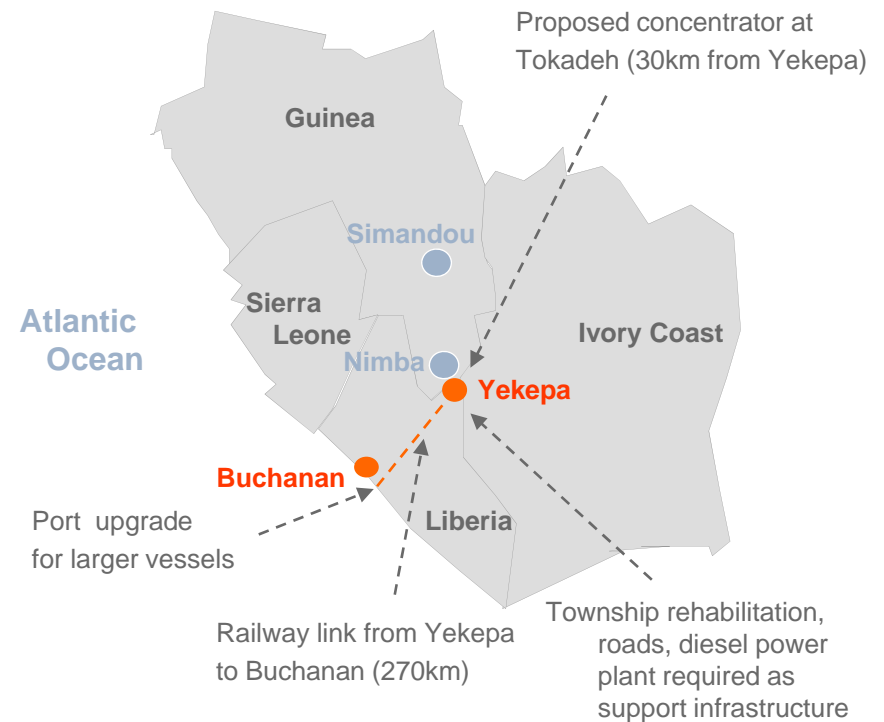 Proposed concentrator at
Tokadeh (30km from Yekepa)
Guinea
Simandou
Sierra
Leone
Atlantic
Ocean
Ivory Coast
Nimba
Yekepa
Buchanan
Liberia
Port upgrade
for larger vessels
Railway link from Yekepa
to Buchanan (270km)
Township rehabilitation,
roads, diesel power
plant required as
support infrastructure